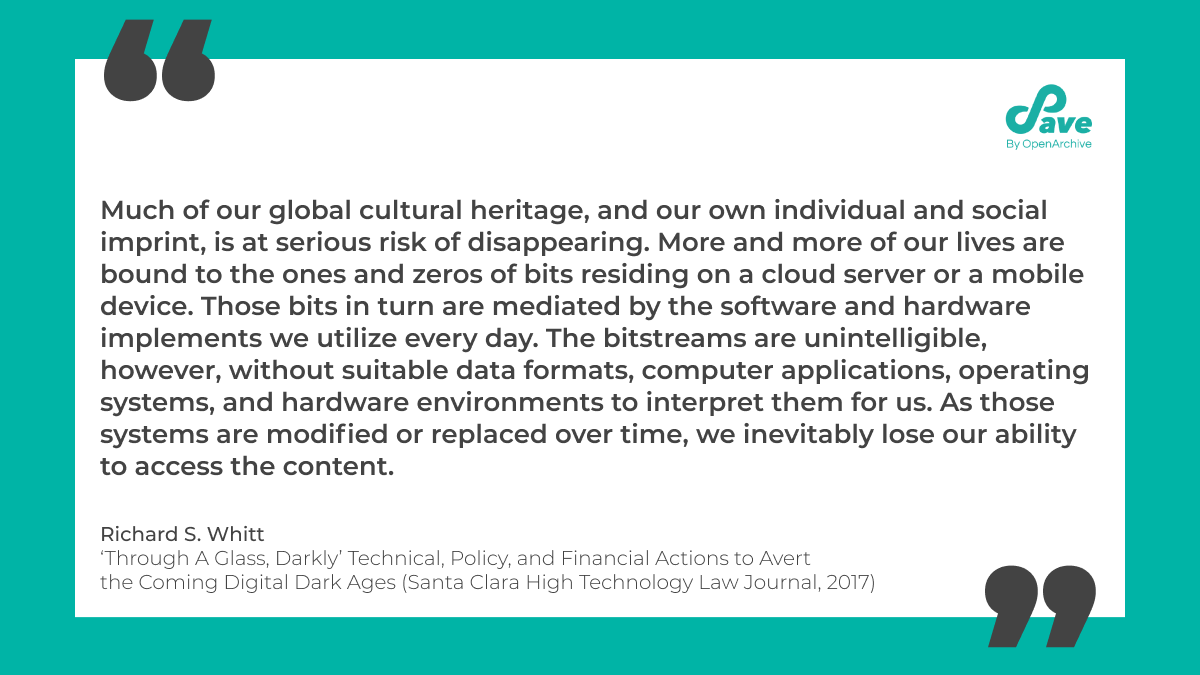 “
Save
By OpenArchive
Much of our global cultural heritage, and our own individual and social
imprint, is at serious risk of disappearing. More and more of our lives are
bound to the ones and zeros of bits residing on a cloud server or a mobile
device. Those bits in turn are mediated by the software and hardware
implements we utilize every day. The bitstreams are unintelligible,
however, without suitable data formats, computer applications, operating
systems, and hardware environments to interpret them for us. As those
systems are modified or replaced over time, we inevitably lose our ability
to access the content.
Richard S. Whitt
‘Through A Glass, Darkly’ Technical, Policy, and Financial Actions to Avert
the Coming Digital Dark Ages (Santa Clara High Technology Law Journal, 2017)
”